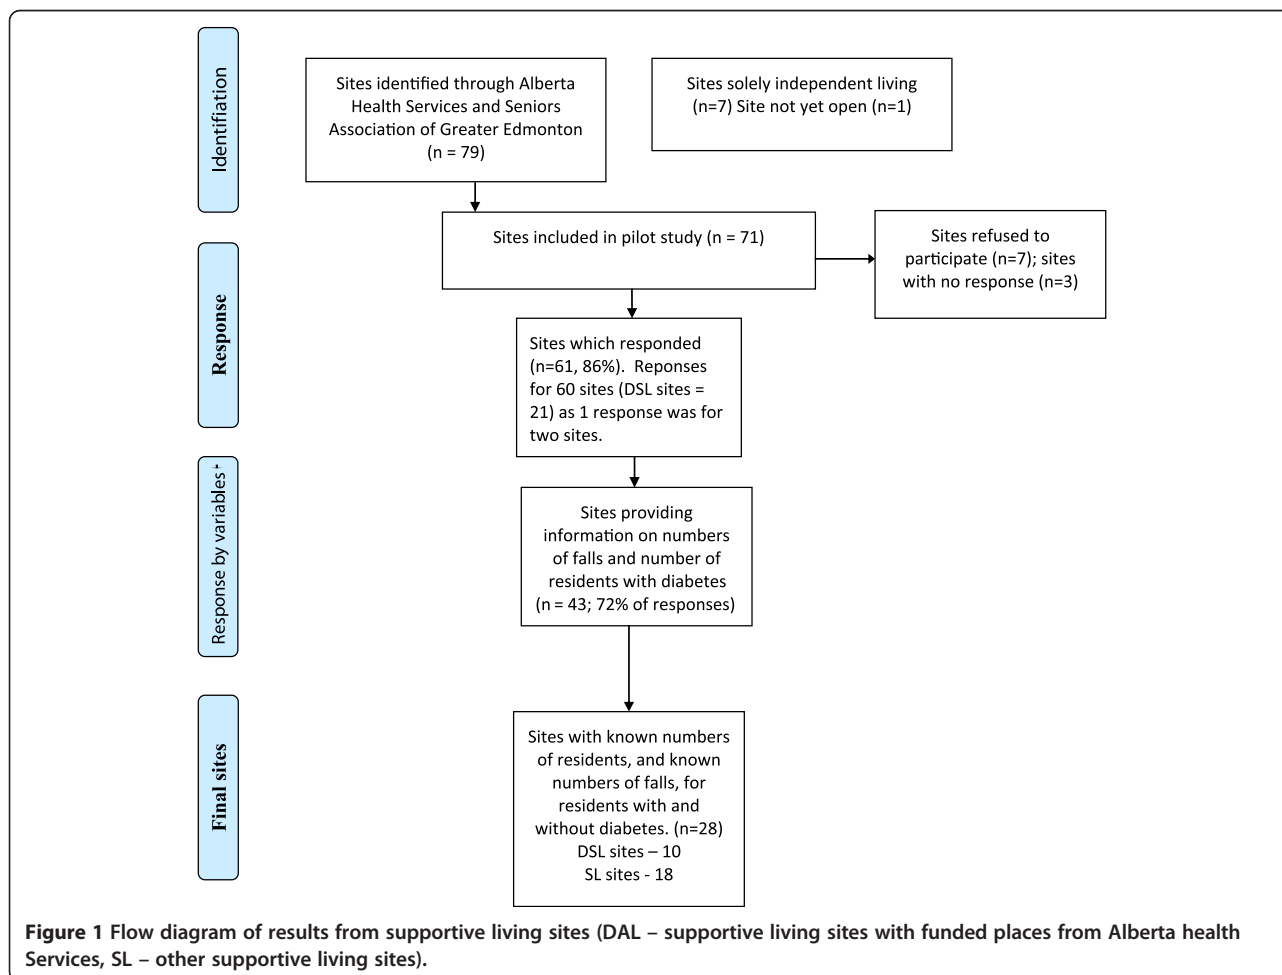 Identifiation
Sites identified through Alberta
Health Services and Seniors
Association of Greater Edmonton
(n = 79)
Sites solely independent living
(n=7) Site not yet open (n=1)
Response
Sites included in pilot study (n = 71)
Sites refused to
participate (n=7); sites
with no response (n=3)
Sites which responded
(n=61, 86%).  Reponses
for 60 sites (DSL sites =
21) as 1 response was for
two sites.
Response by variables⁺
Sites providing
information on numbers
of falls and number of
residents with diabetes
(n = 43; 72% of responses)
Final sites
Sites with known numbers
of residents, and known
numbers of falls, for
residents with and
without diabetes. (n=28)
DSL sites – 10
SL sites - 18
Figure 1 Flow diagram of results from supportive living sites (DAL – supportive living sites with funded places from Alberta health
Services, SL – other supportive living sites).